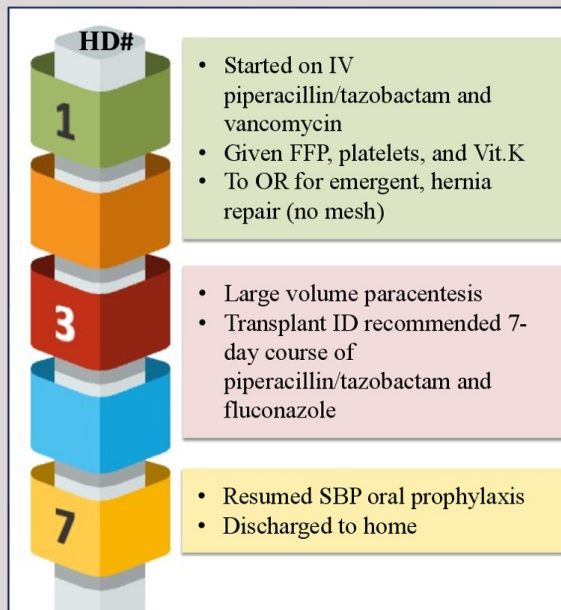 HD#
1
• Started on IV
piperacillin/tazobactam and
vancomycin
• Given FFP, platelets, and Vit.K
• To OR for emergent, hernia
repair (no mesh)
3
• Large volume paracentesis
• Transplant ID recommended 7-
day course of
piperacillin/tazobactam and
fluconazole
7
• Resumed SBP oral prophylaxis
• Discharged to home